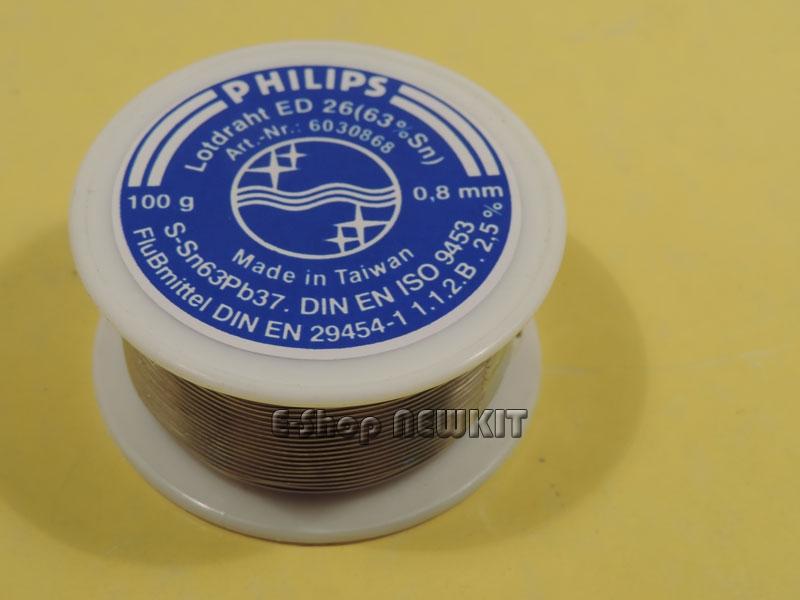 PHILIPS
Lotdraht ED 26(63%Sn)
Art.-Nr.: 6030868
100 g
0,8 mm
Made in Taiwan
S-Sn63Pb37. DIN EN ISO 9453
Flußmittel DIN EN 29454-1 1.1.2.B. 2,5%
E-Shop NEWKIT